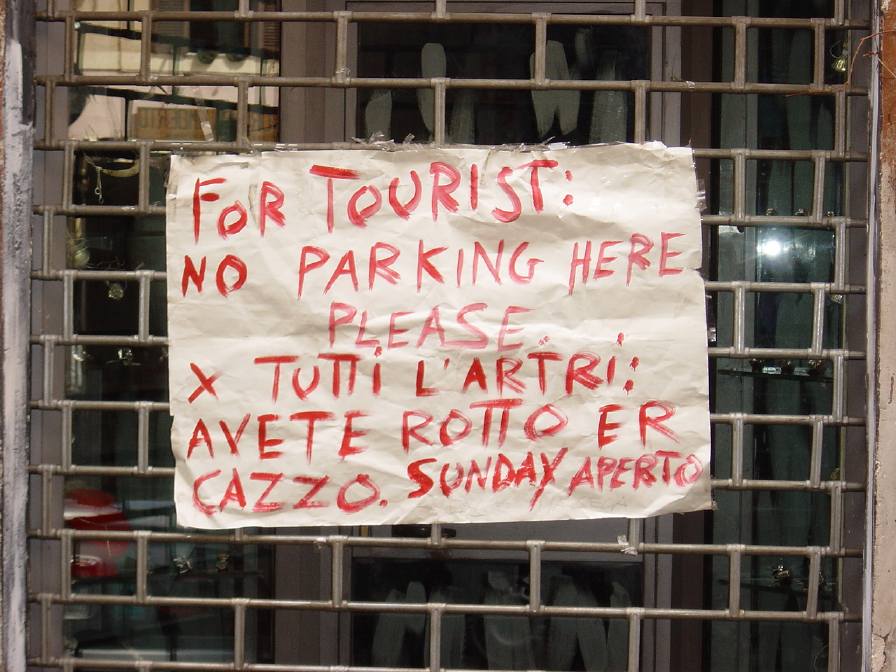 FOR TOURIST:
NO PARKING HERE
PLEASE
X TUTTI L'ARTRI:
AVETE ROTTO ER
CAZZO. SUNDAY APERTO